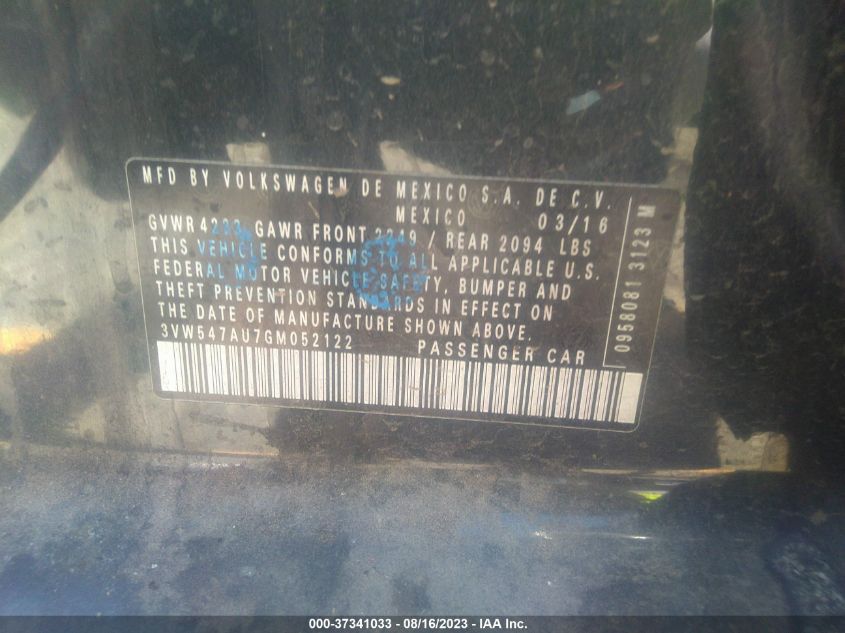 MFD BY VOLKSWAGEN DE MEXICO S.A. DE C.V.
MEXICO 03/16
GVWR GAWR FRONT / REAR 2094 LBS
THIS VEHICLE CONFORMS TO ALL APPLICABLE U.S.
FEDERAL MOTOR VEHICLE SAFETY, BUMPER AND
THEFT PREVENTION STANDARDS IN EFFECT ON
THE DATE OF MANUFACTURE SHOWN ABOVE.
3VW547AU7GM052122 PASSENGER CAR
0958081 3123 M
000-37341033 - 08/16/2023 - IAA Inc.